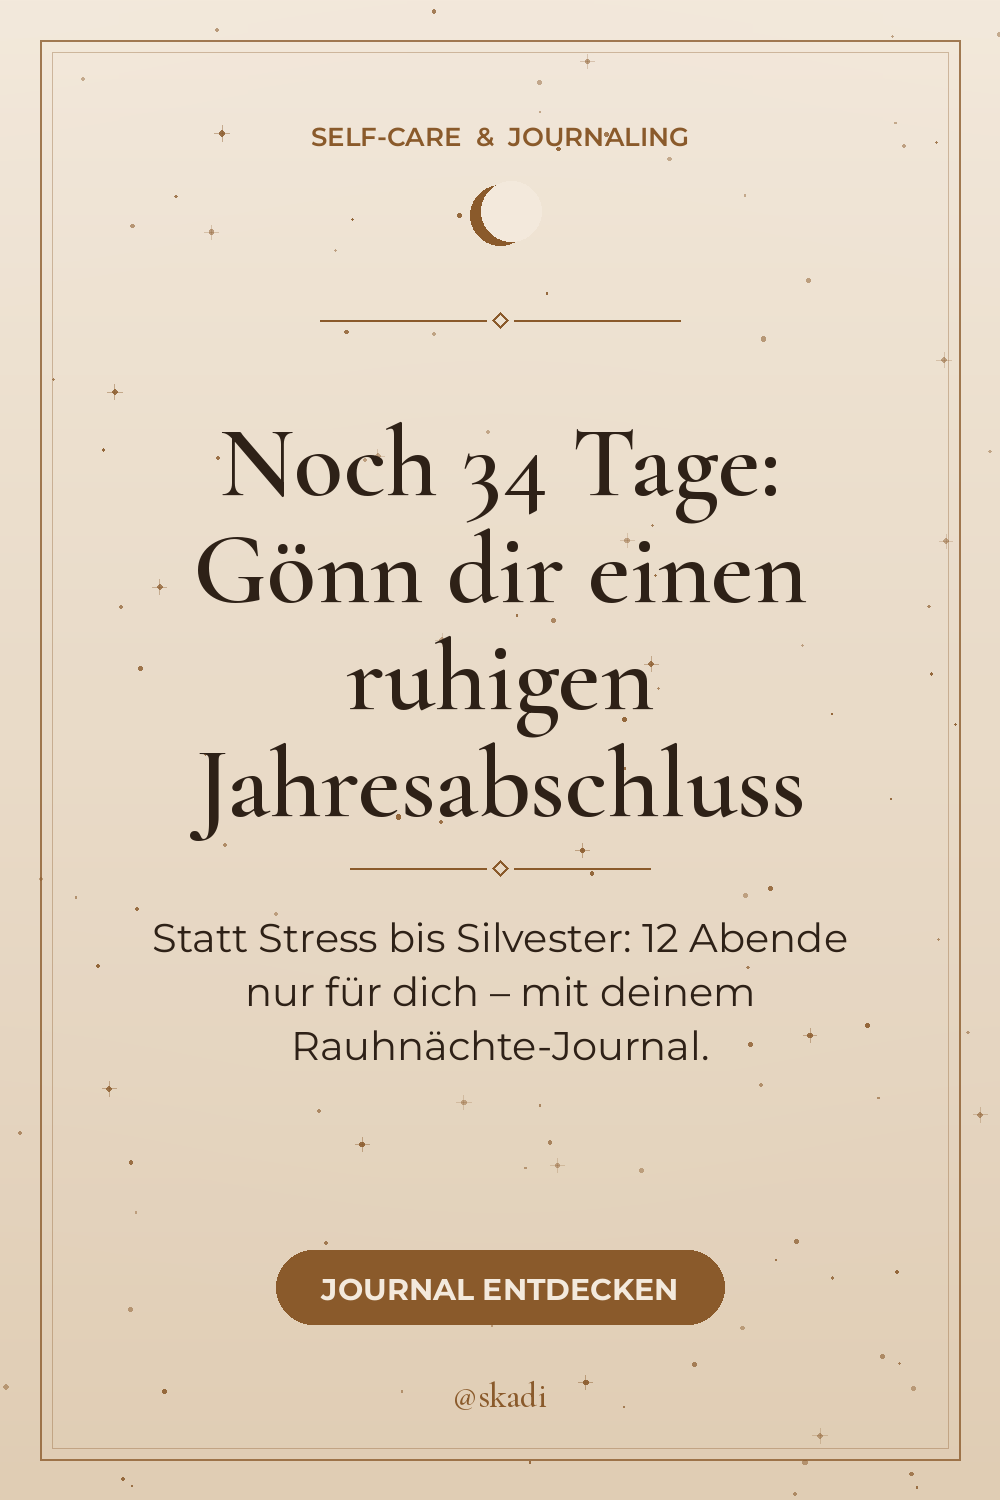 SELF-CARE & JOURNALING
Noch 34 Tage:
Gönn dir einen
ruhigen
Jahresabschluss
Statt Stress bis Silvester: 12 Abende
nur für dich – mit deinem
Rauhnächte-Journal.
JOURNAL ENTDECKEN
@skadi